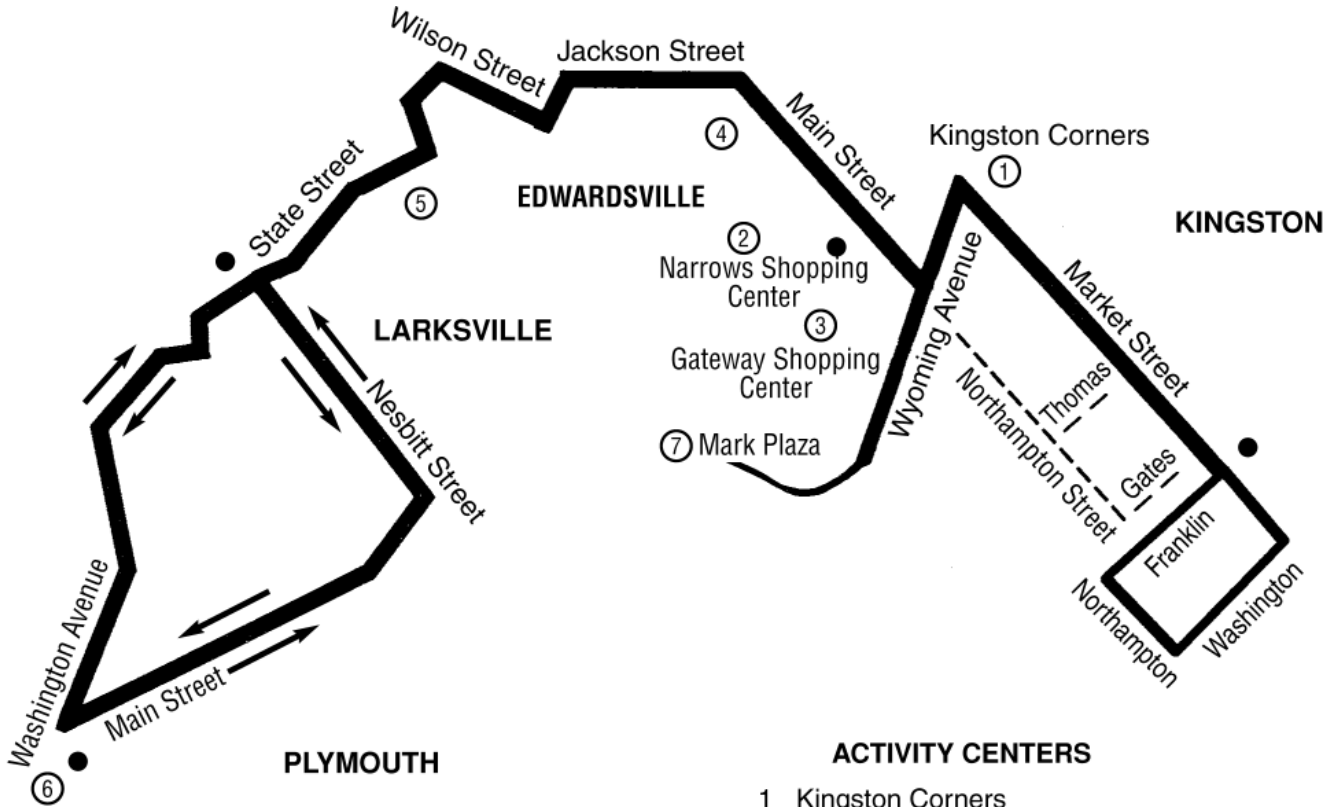 Wilson Street
Jackson Street
Main Street
4
Kingston Corners
1
State Street
5
EDWARDSVILLE
KINGSTON
2
Narrows Shopping
Center
Wyoming Avenue
Market Street
LARKSVILLE
3
Gateway Shopping
Center
Thomas
Northampton Street
Nesbitt Street
7 Mark Plaza
Gates
Franklin
Northampton
Washington
Washington Avenue
Main Street
PLYMOUTH
6
ACTIVITY CENTERS
1 Kingston Corners